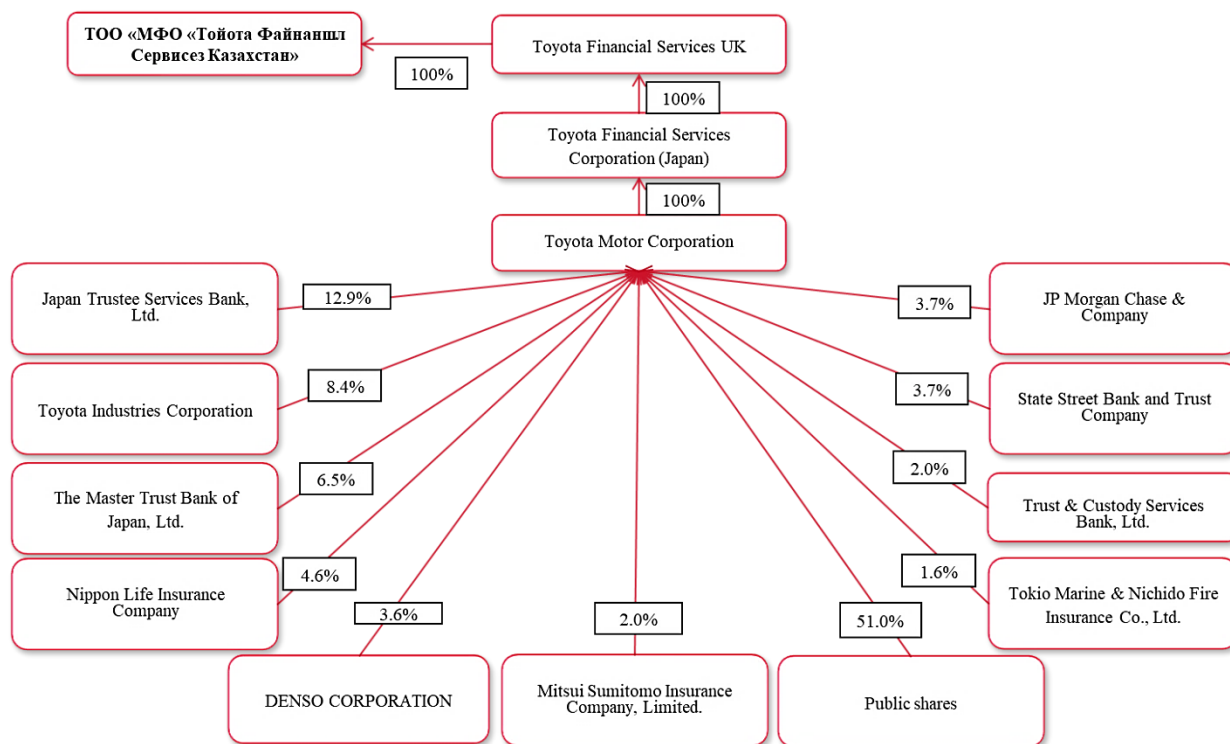 ТОО «МФО «Тойота Файнаншл
Сервисез Казахстан»
100%
Toyota Financial Services UK
100%
Toyota Financial Services
Corporation (Japan)
100%
Toyota Motor Corporation
Japan Trustee Services Bank,
Ltd.
12.9%
3.7%
JP Morgan Chase &
Company
Toyota Industries Corporation
8.4%
3.7%
State Street Bank and Trust
Company
The Master Trust Bank of
Japan, Ltd.
6.5%
2.0%
Trust & Custody Services
Bank, Ltd.
Nippon Life Insurance
Company
4.6%
1.6%
Tokio Marine & Nichido Fire
Insurance Co., Ltd.
3.6%
2.0%
51.0%
DENSO CORPORATION
Mitsui Sumitomo Insurance
Company, Limited.
Public shares